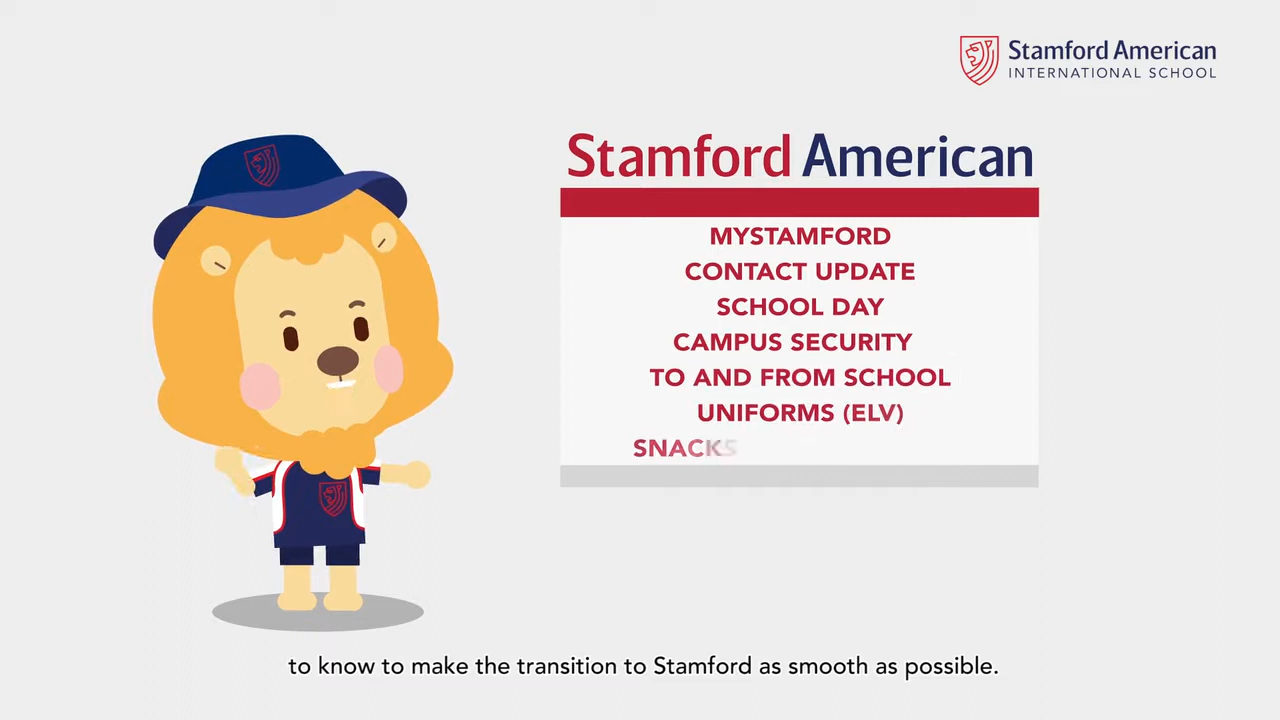 Stamford American
INTERNATIONAL SCHOOL
Stamford American
MYSTAMFORD
CONTACT UPDATE
SCHOOL DAY
CAMPUS SECURITY
TO AND FROM SCHOOL
UNIFORMS (ELV)
SNACKS
to know to make the transition to Stamford as smooth as possible.